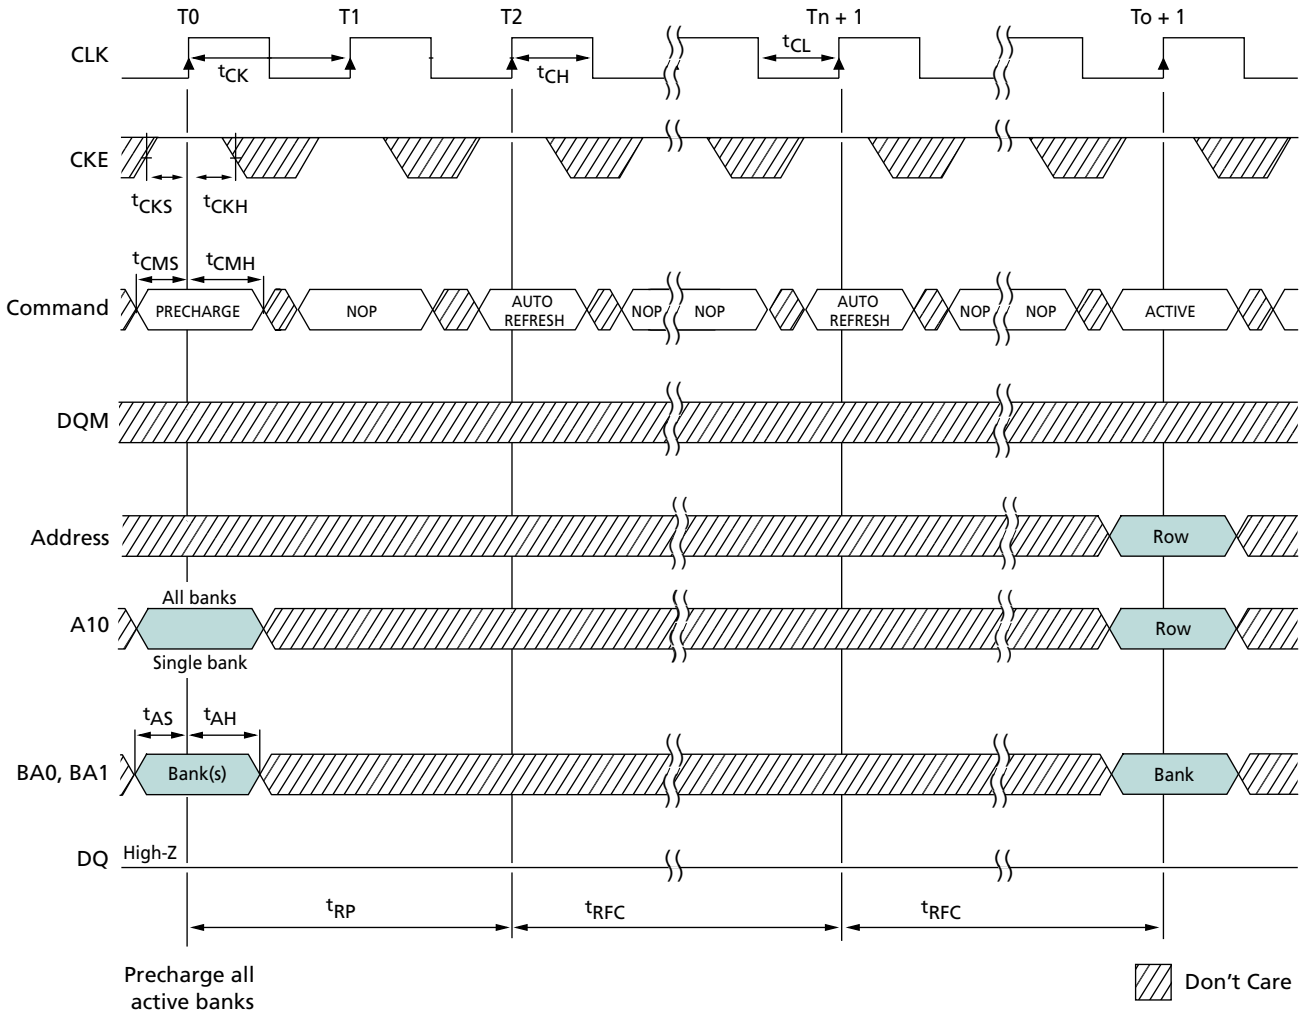 T0 T1 T2 Tn + 1 To + 1
CLK
tCK tCH tCL
CKE
tCKS tCKH
tCMS tCMH
Command PRECHARGE NOP AUTO REFRESH NOP NOP AUTO REFRESH NOP NOP ACTIVE
DQM
Address Row
All banks
A10 Row
Single bank
tAS tAH
BA0, BA1 Bank(s) Bank
DQ High-Z
tRP tRFC tRFC
Precharge all
active banks
Don't Care